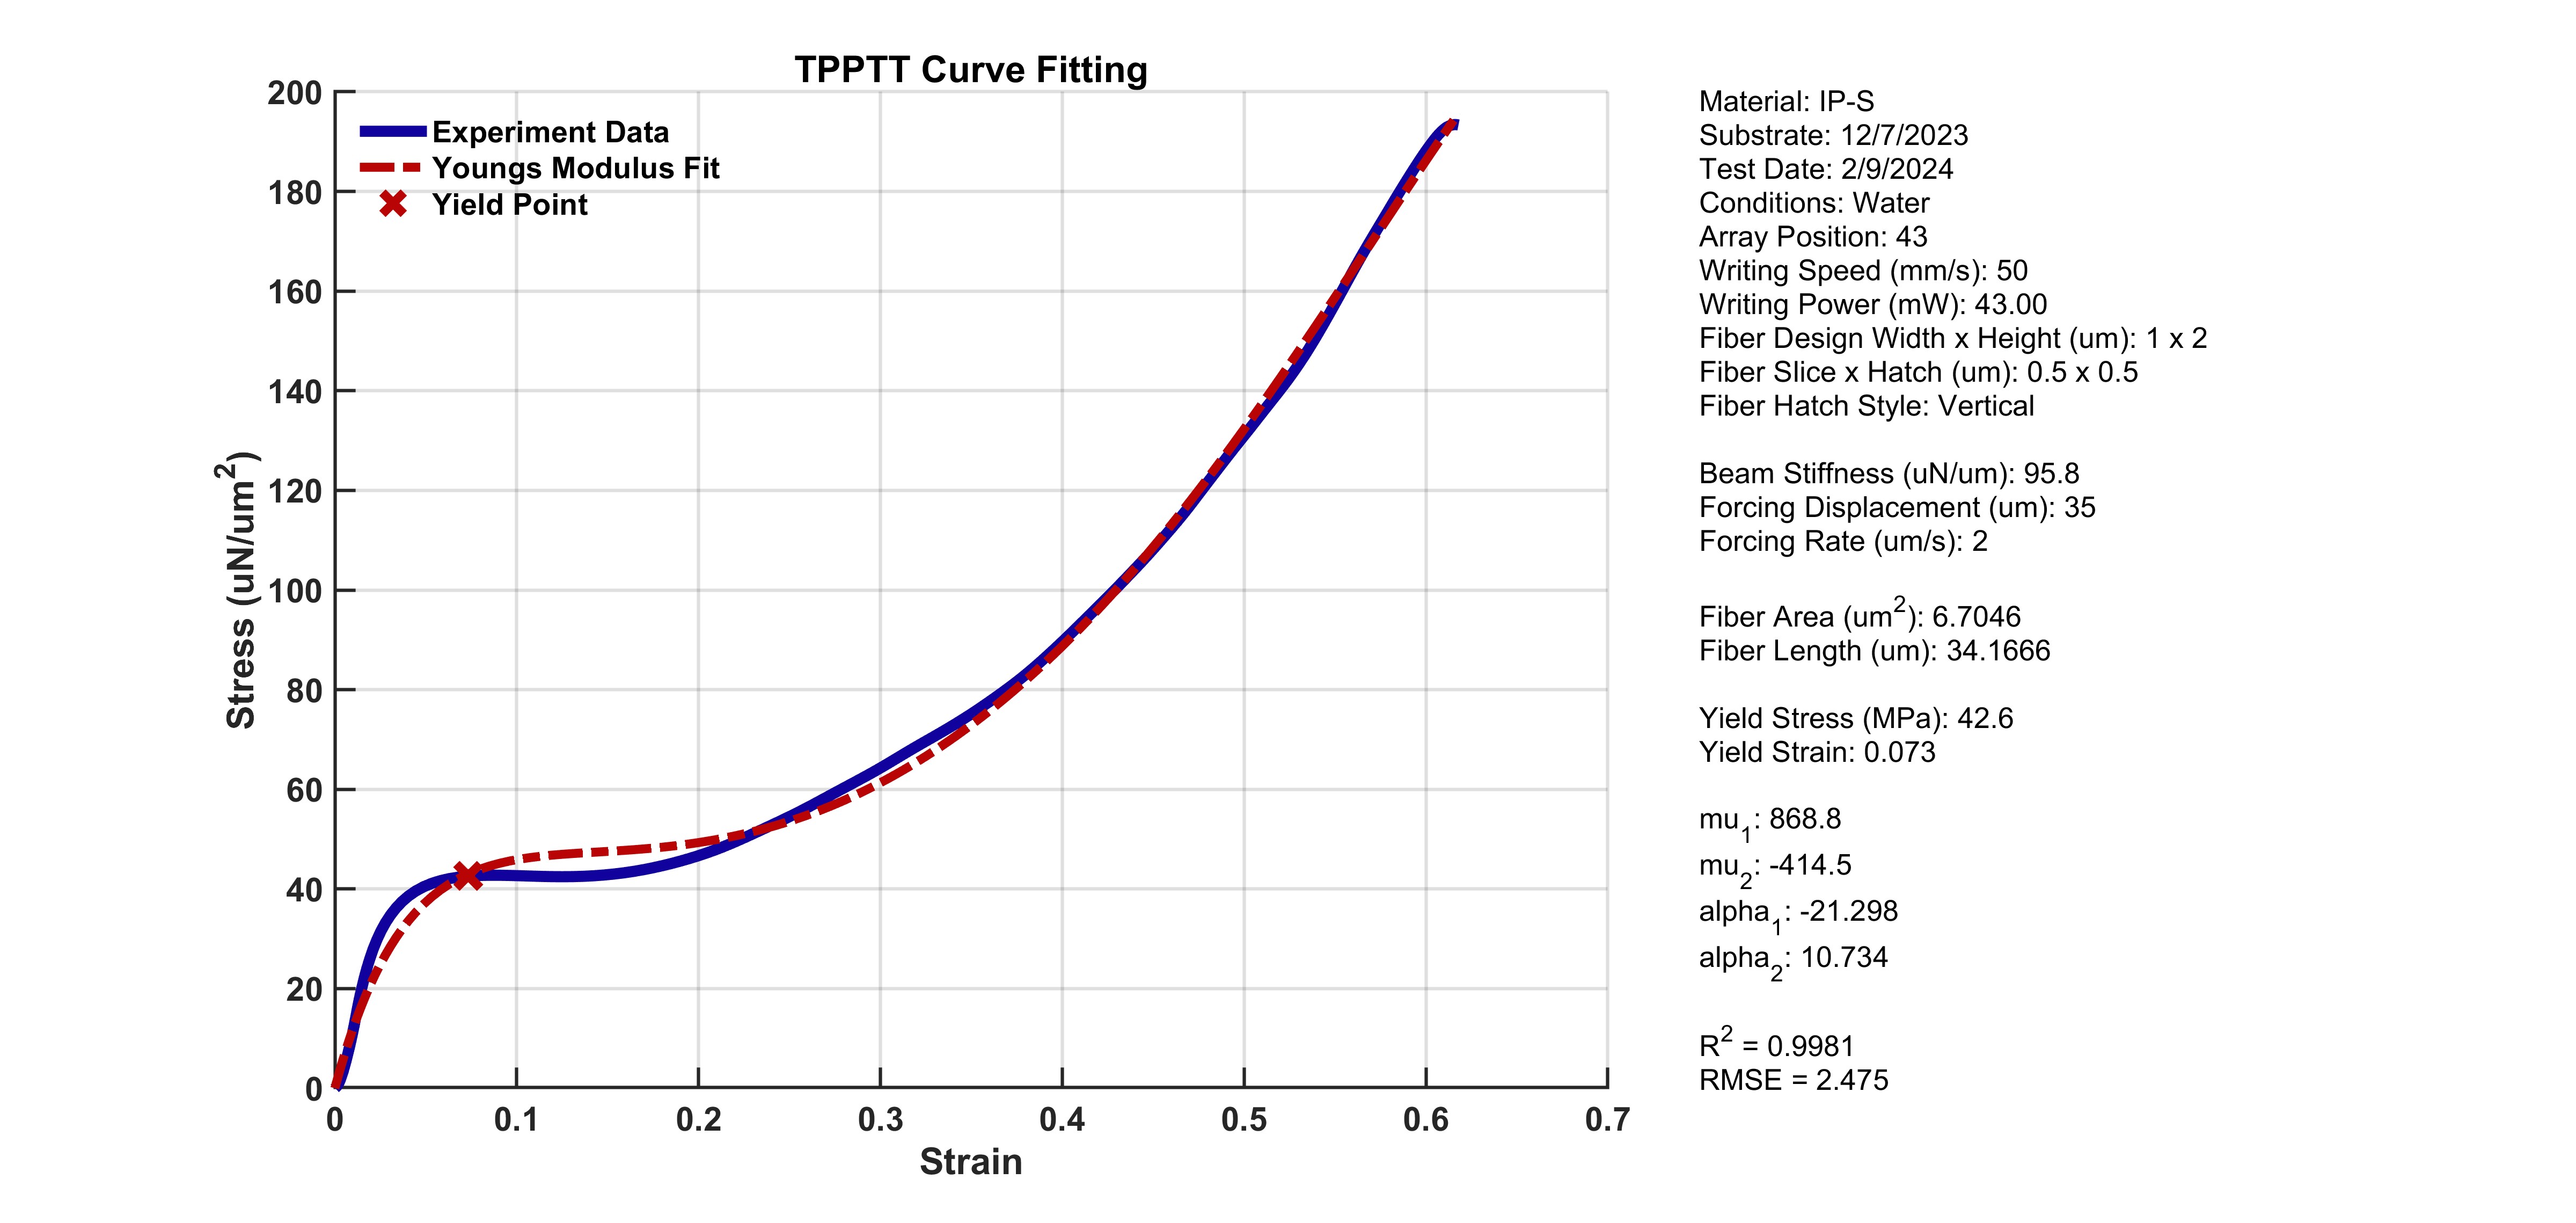 TPPTT Curve Fitting
200
180
160
140
120
100
80
60
40
20
0
Experiment Data
Youngs Modulus Fit
Yield Point
Stress (uN/um²)
0
0.1
0.2
0.3
0.4
0.5
0.6
0.7
Strain
Material: IP-S
Substrate: 12/7/2023
Test Date: 2/9/2024
Conditions: Water
Array Position: 43
Writing Speed (mm/s): 50
Writing Power (mW): 43.00
Fiber Design Width x Height (um): 1 x 2
Fiber Slice x Hatch (um): 0.5 x 0.5
Fiber Hatch Style: Vertical
Beam Stiffness (uN/um): 95.8
Forcing Displacement (um): 35
Forcing Rate (um/s): 2
Fiber Area (um²): 6.7046
Fiber Length (um): 34.1666
Yield Stress (MPa): 42.6
Yield Strain: 0.073
mu₁: 868.8
mu₂: -414.5
alpha₁: -21.298
alpha₂: 10.734
R² = 0.9981
RMSE = 2.475